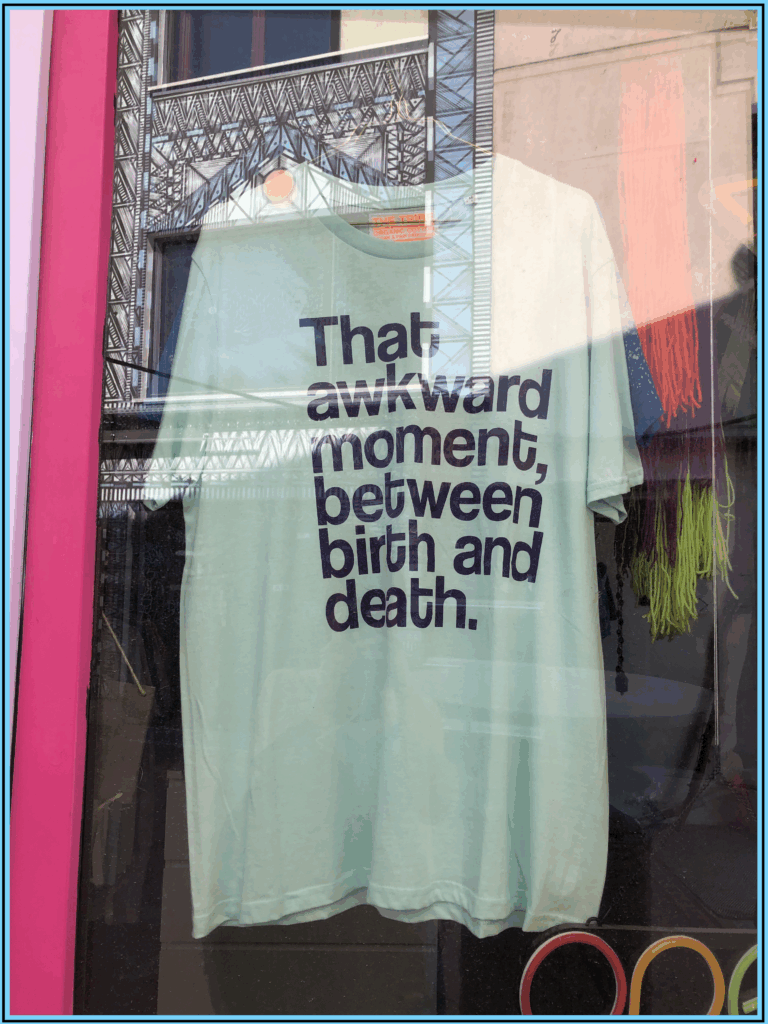 That
awkward
moment,
between
birth and
death.